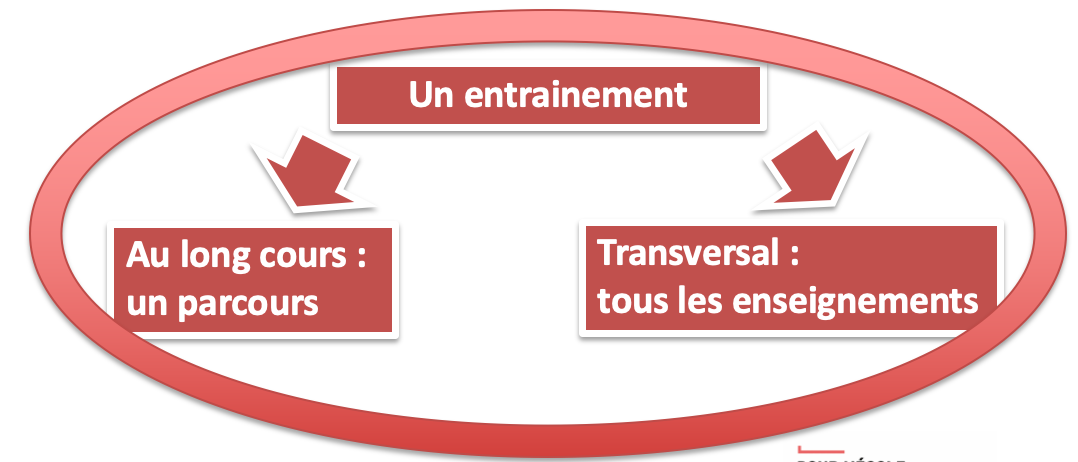 Un entrainement
Au long cours :
un parcours
Transversal :
tous les enseignements